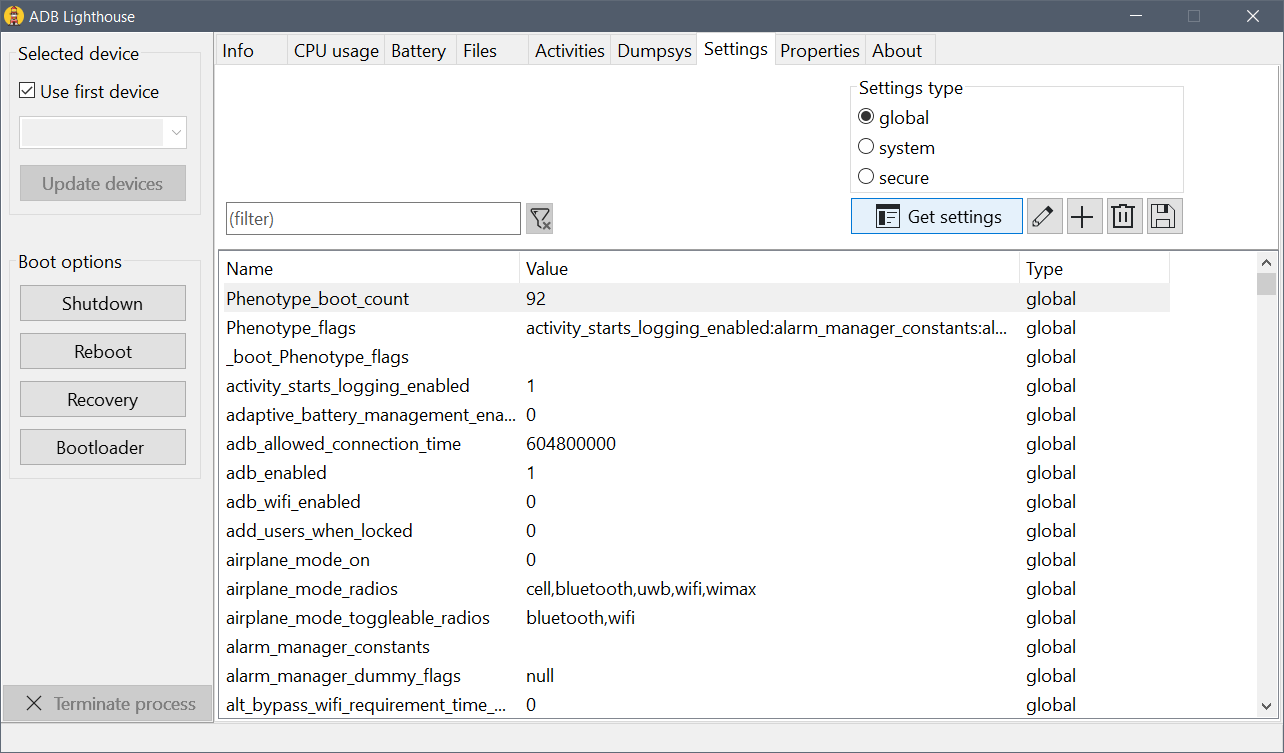 ADB Lighthouse
Selected device
Use first device
Update devices
Boot options
Shutdown
Reboot
Recovery
Bootloader
Terminate process
Info CPU usage Battery Files Activities Dumpsys Settings Properties About
Settings type
global
system
secure
(filter)
Get settings
Name Value Type
Phenotype_boot_count 92 global
Phenotype_flags activity_starts_logging_enabled:alarm_manager_constants:al... global
_boot_Phenotype_flags global
activity_starts_logging_enabled 1 global
adaptive_battery_management_ena... 0 global
adb_allowed_connection_time 604800000 global
adb_enabled 1 global
adb_wifi_enabled 0 global
add_users_when_locked 0 global
airplane_mode_on 0 global
airplane_mode_radios cell,bluetooth,uwb,wifi,wimax global
airplane_mode_toggleable_radios bluetooth,wifi global
alarm_manager_constants global
alarm_manager_dummy_flags null global
alt_bypass_wifi_requirement_time_... 0 global